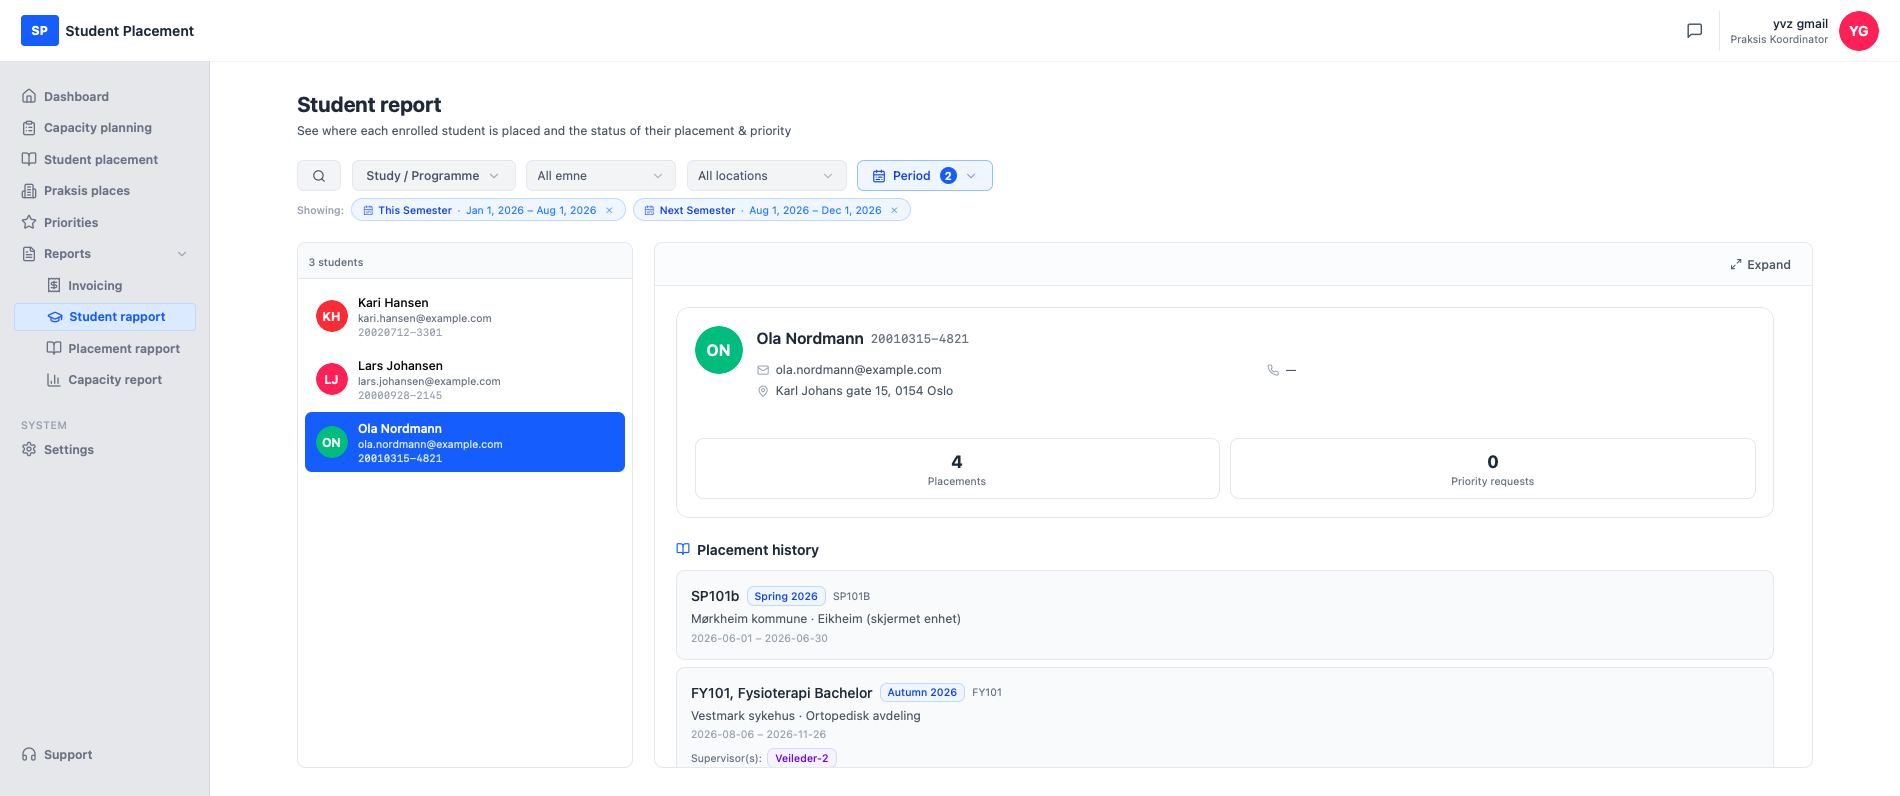 SP Student Placement
yvz gmail
Praksis Koordinator
YG
Dashboard
Capacity planning
Student placement
Praksis places
Priorities
Reports
Invoicing
Student rapport
Placement rapport
Capacity report
SYSTEM
Settings
Support
Student report
See where each enrolled student is placed and the status of their placement & priority
Study / Programme
All emne
All locations
Period 2
Showing: This Semester · Jan 1, 2026 – Aug 1, 2026 × Next Semester · Aug 1, 2026 – Dec 1, 2026 ×
3 students
KH
Kari Hansen
kari.hansen@example.com
20020712–3301
LJ
Lars Johansen
lars.johansen@example.com
20000928–2145
ON
Ola Nordmann
ola.nordmann@example.com
20010315–4821
Expand
ON
Ola Nordmann 20010315–4821
ola.nordmann@example.com
—
Karl Johans gate 15, 0154 Oslo
4
Placements
0
Priority requests
Placement history
SP101b Spring 2026 SP101B
Mørkheim kommune · Eikheim (skjermet enhet)
2026-06-01 – 2026-06-30
FY101, Fysioterapi Bachelor Autumn 2026 FY101
Vestmark sykehus · Ortopedisk avdeling
2026-08-06 – 2026-11-26
Supervisor(s): Veileder-2